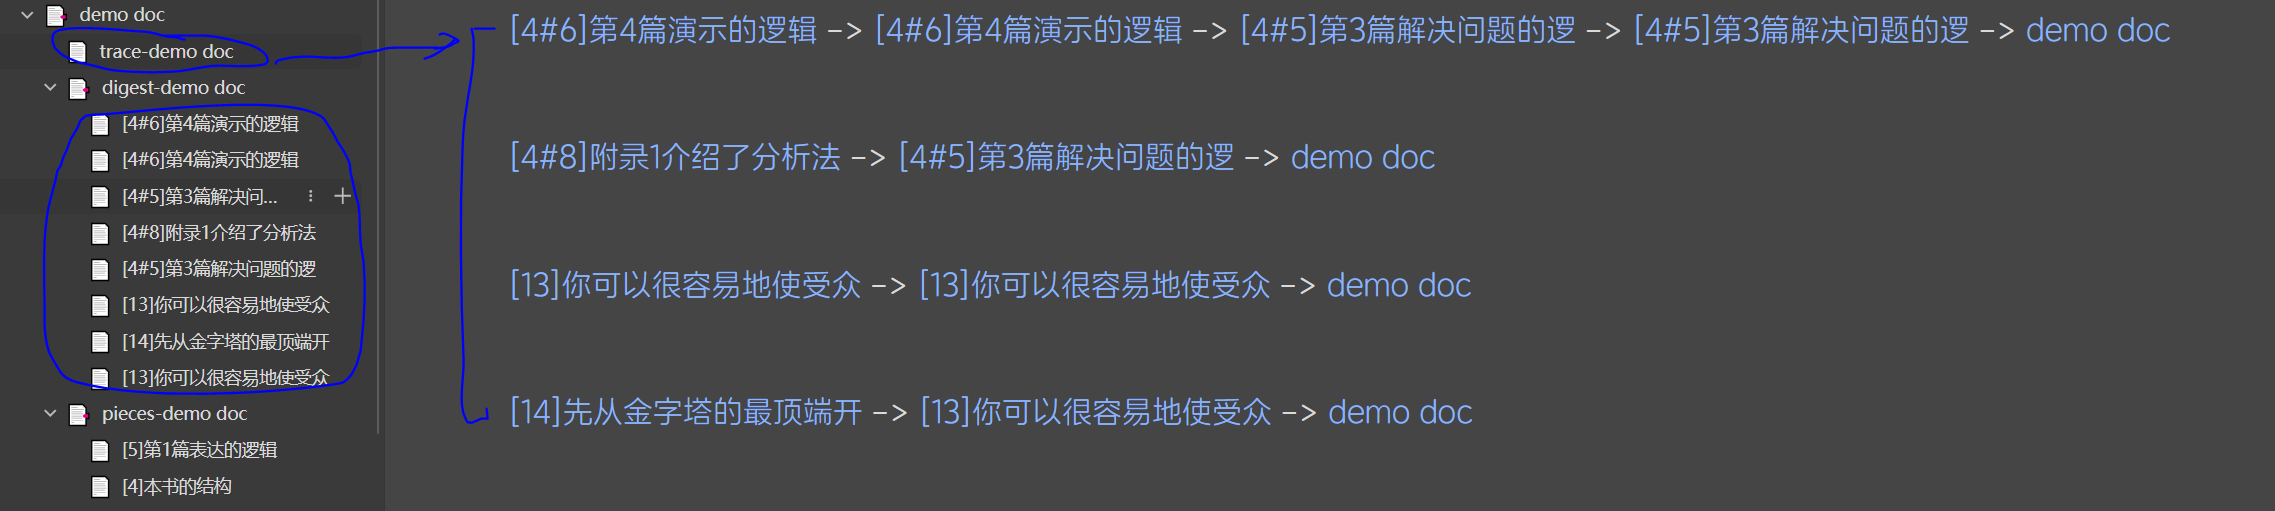 demo doc
trace-demo doc
digest-demo doc
[4#6]第4篇演示的逻辑
[4#6]第4篇演示的逻辑
[4#5]第3篇解决问...
[4#8]附录1介绍了分析法
[4#5]第3篇解决问题的逻
[13]你可以很容易地使受众
[14]先从金字塔的最顶端开
[13]你可以很容易地使受众
pieces-demo doc
[5]第1篇表达的逻辑
[4]本书的结构
[4#6]第4篇演示的逻辑 -> [4#6]第4篇演示的逻辑 -> [4#5]第3篇解决问题的逻 -> [4#5]第3篇解决问题的逻 -> demo doc
[4#8]附录1介绍了分析法 -> [4#5]第3篇解决问题的逻 -> demo doc
[13]你可以很容易地使受众 -> [13]你可以很容易地使受众 -> demo doc
[14]先从金字塔的最顶端开 -> [13]你可以很容易地使受众 -> demo doc